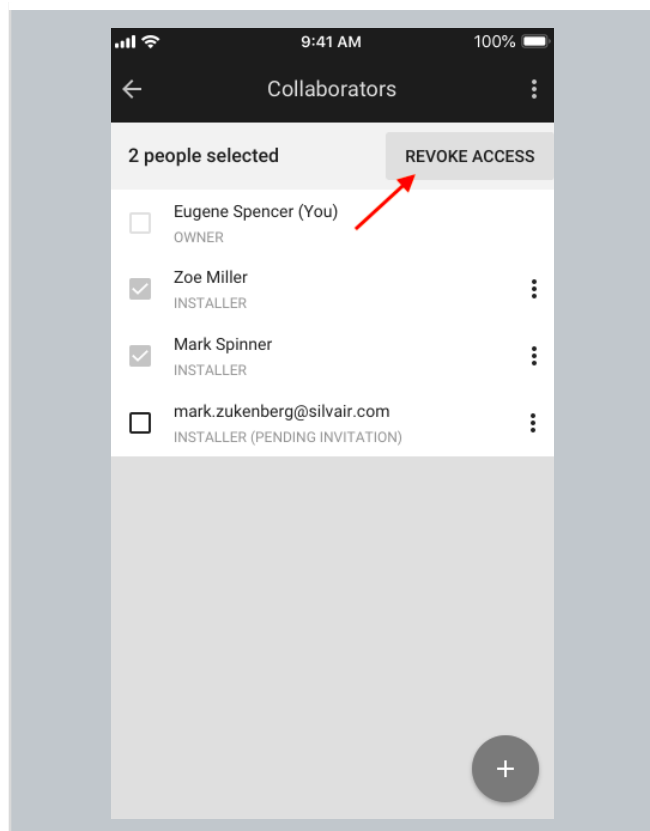 9:41 AM
100%
Collaborators
2 people selected
REVOKE ACCESS
Eugene Spencer (You)
OWNER
Zoe Miller
INSTALLER
Mark Spinner
INSTALLER
mark.zukenberg@silvair.com
INSTALLER (PENDING INVITATION)